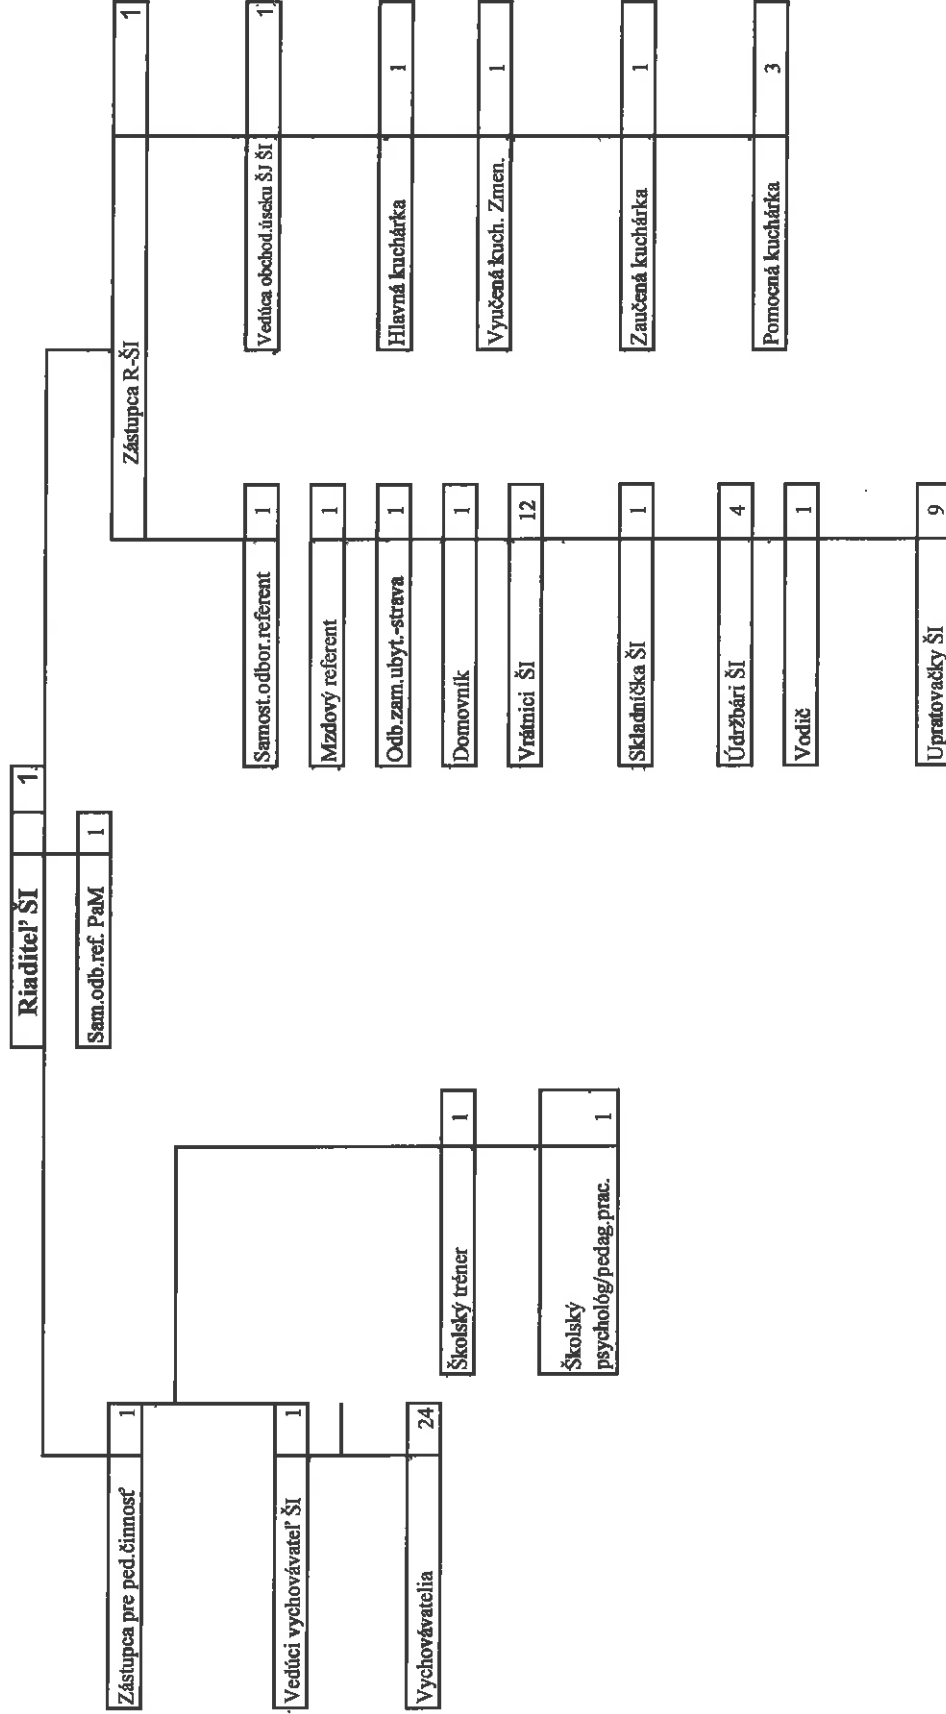 Riaditeľ ŠI 1
Sam.odb.ref. PaM 1
Zástupca pre ped.činnosť 1
Vedúci vychovávateľ ŠI 1
Vychovávatelia 24
Školský tréner 1
Školský
psychológ/pedag.prac. 1
Zástupca R-ŠI 1
Samost.odbor.referent 1
Mzdový referent 1
Odb.zam.ubyt.-strava 1
Domovník 1
Vrátnici ŠI 12
Skladníčka ŠI 1
Údržbári ŠI 4
Vodič 1
Upratovačky ŠI 9
Vedúca obchod.úseku ŠJ ŠI 1
Hlavná kuchárka 1
Vyučená kuch. Zmen. 1
Zaučená kuchárka 1
Pomocná kuchárka 3